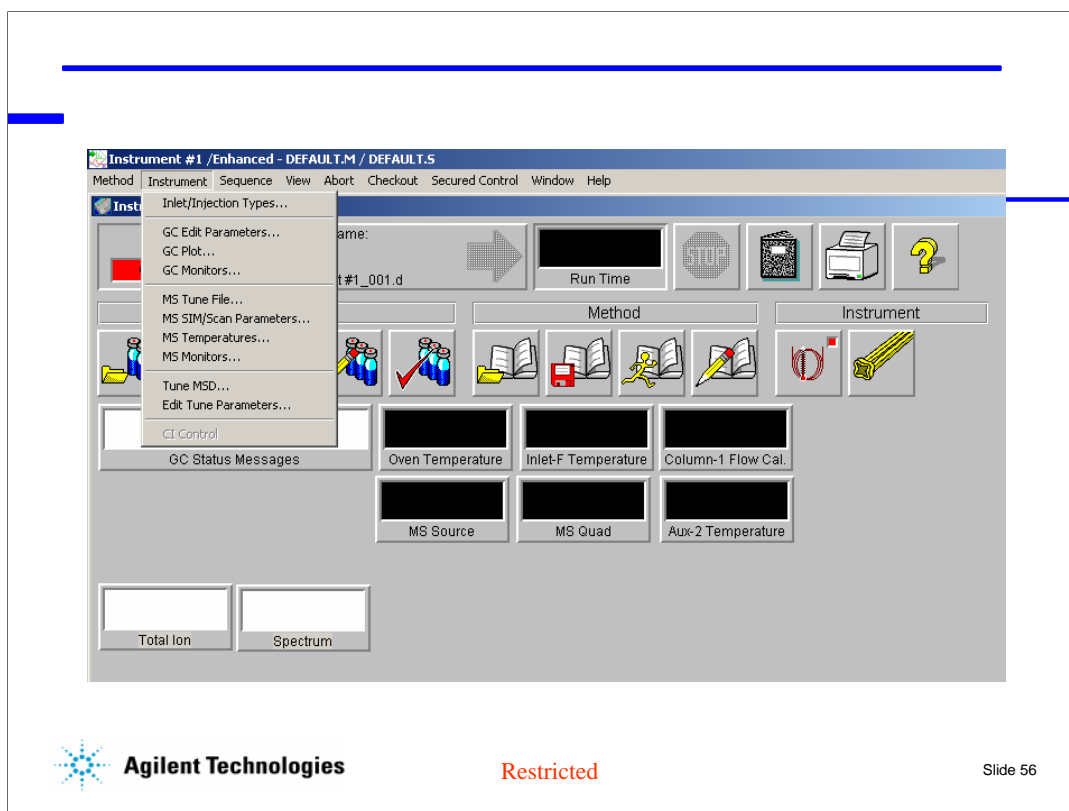 Instrument #1 /Enhanced - DEFAULT.M / DEFAULT.S
Method Instrument Sequence View Abort Checkout Secured Control Window Help
Inst
Inlet/Injection Types...
GC Edit Parameters...
GC Plot...
GC Monitors...
MS Tune File...
MS SIM/Scan Parameters...
MS Temperatures...
MS Monitors...
Tune MSD...
Edit Tune Parameters...
CI Control
ame:
t#1_001.d
Run Time
STOP
Method
Instrument
GC Status Messages
Oven Temperature
Inlet-F Temperature
Column-1 Flow Cal.
MS Source
MS Quad
Aux-2 Temperature
Total Ion
Spectrum
Agilent Technologies
Restricted
Slide 56